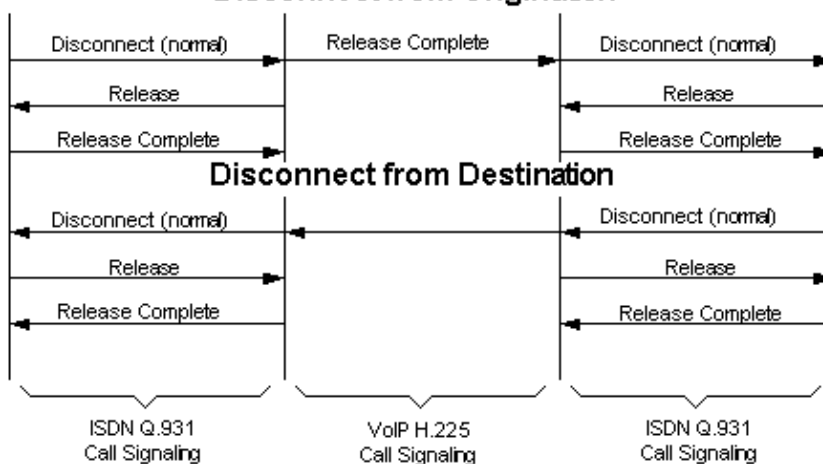 Disconnect (normal) Release Complete Disconnect (normal)
Release Release
Release Complete Release Complete
Disconnect from Destination
Disconnect (normal) Disconnect (normal)
Release Release
Release Complete Release Complete
ISDN Q.931 VoIP H.225 ISDN Q.931
Call Signaling Call Signaling Call Signaling